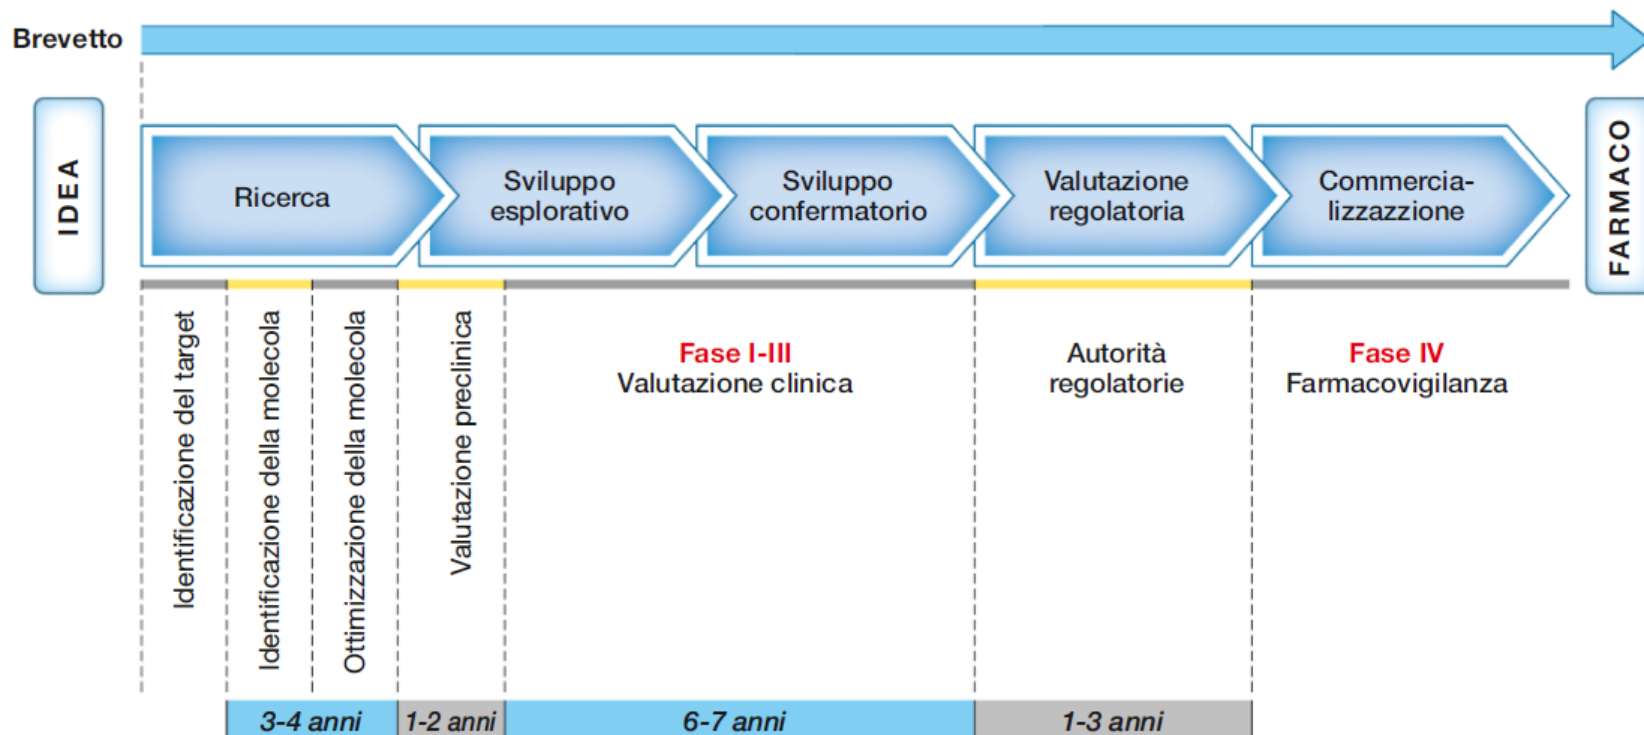 Brevetto
IDEA
Ricerca
Sviluppo
esplorativo
Sviluppo
confermatorio
Valutazione
regolatoria
Commercia-
lizzazzione
FARMACO
Identificazione del target
Identificazione della molecola
Ottimizzazione della molecola
Valutazione preclinica
Fase I-III
Valutazione clinica
Autorità
regolatorie
Fase IV
Farmacovigilanza
3-4 anni
1-2 anni
6-7 anni
1-3 anni